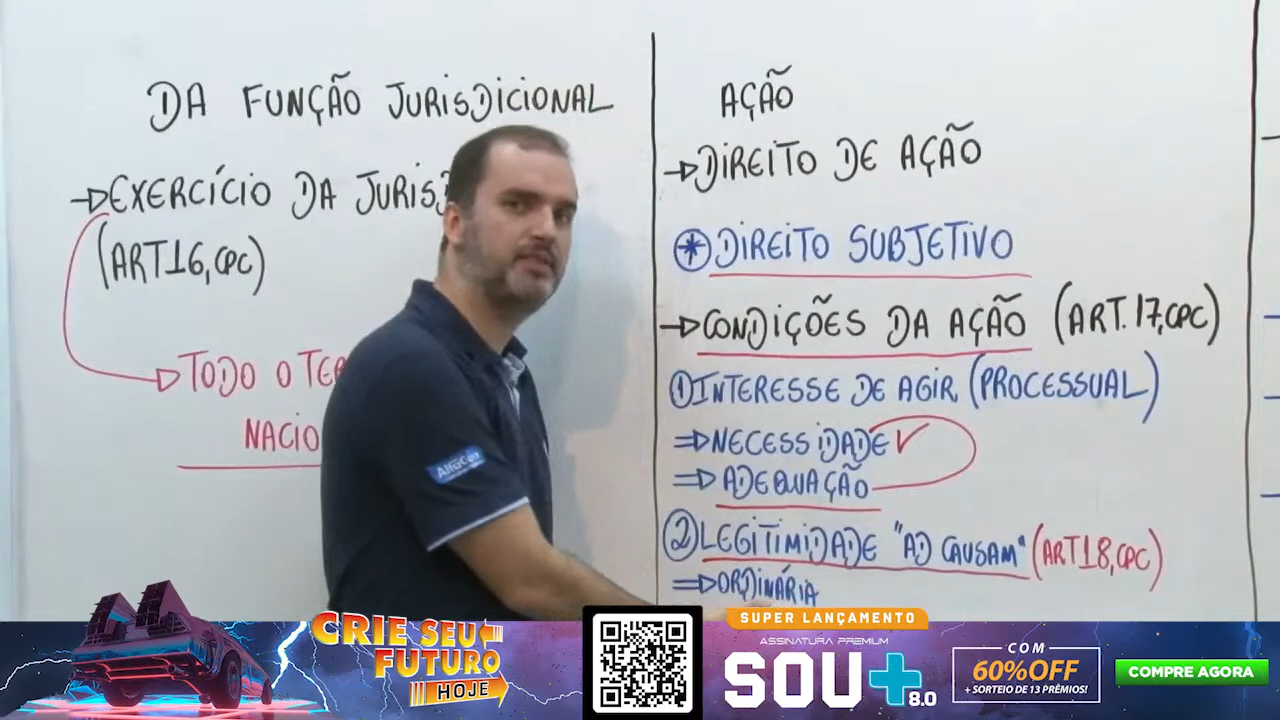 DA FUNÇÃO JURISDICIONAL
EXERCÍCIO DA JURIS
(ART16, CPC)
TODO O TER
NACIO
AÇÃO
DIREITO DE AÇÃO
* DIREITO SUBJETIVO
CONDIÇÕES DA AÇÃO (ART. 17, CPC)
1 INTERESSE DE AGIR (PROCESSUAL)
NECESSIDADE
ADEQUAÇÃO
2 LEGITIMIDADE "AD CAUSAM" (ART18, CPC)
ORDINÁRIA
AlfaCon
CRIE SEU
FUTURO
HOJE
SUPER LANÇAMENTO
ASSINATURA PREMIUM
SOU+
8.0
COM
60%OFF
+ SORTEIO DE 13 PRÊMIOS!
COMPRE AGORA